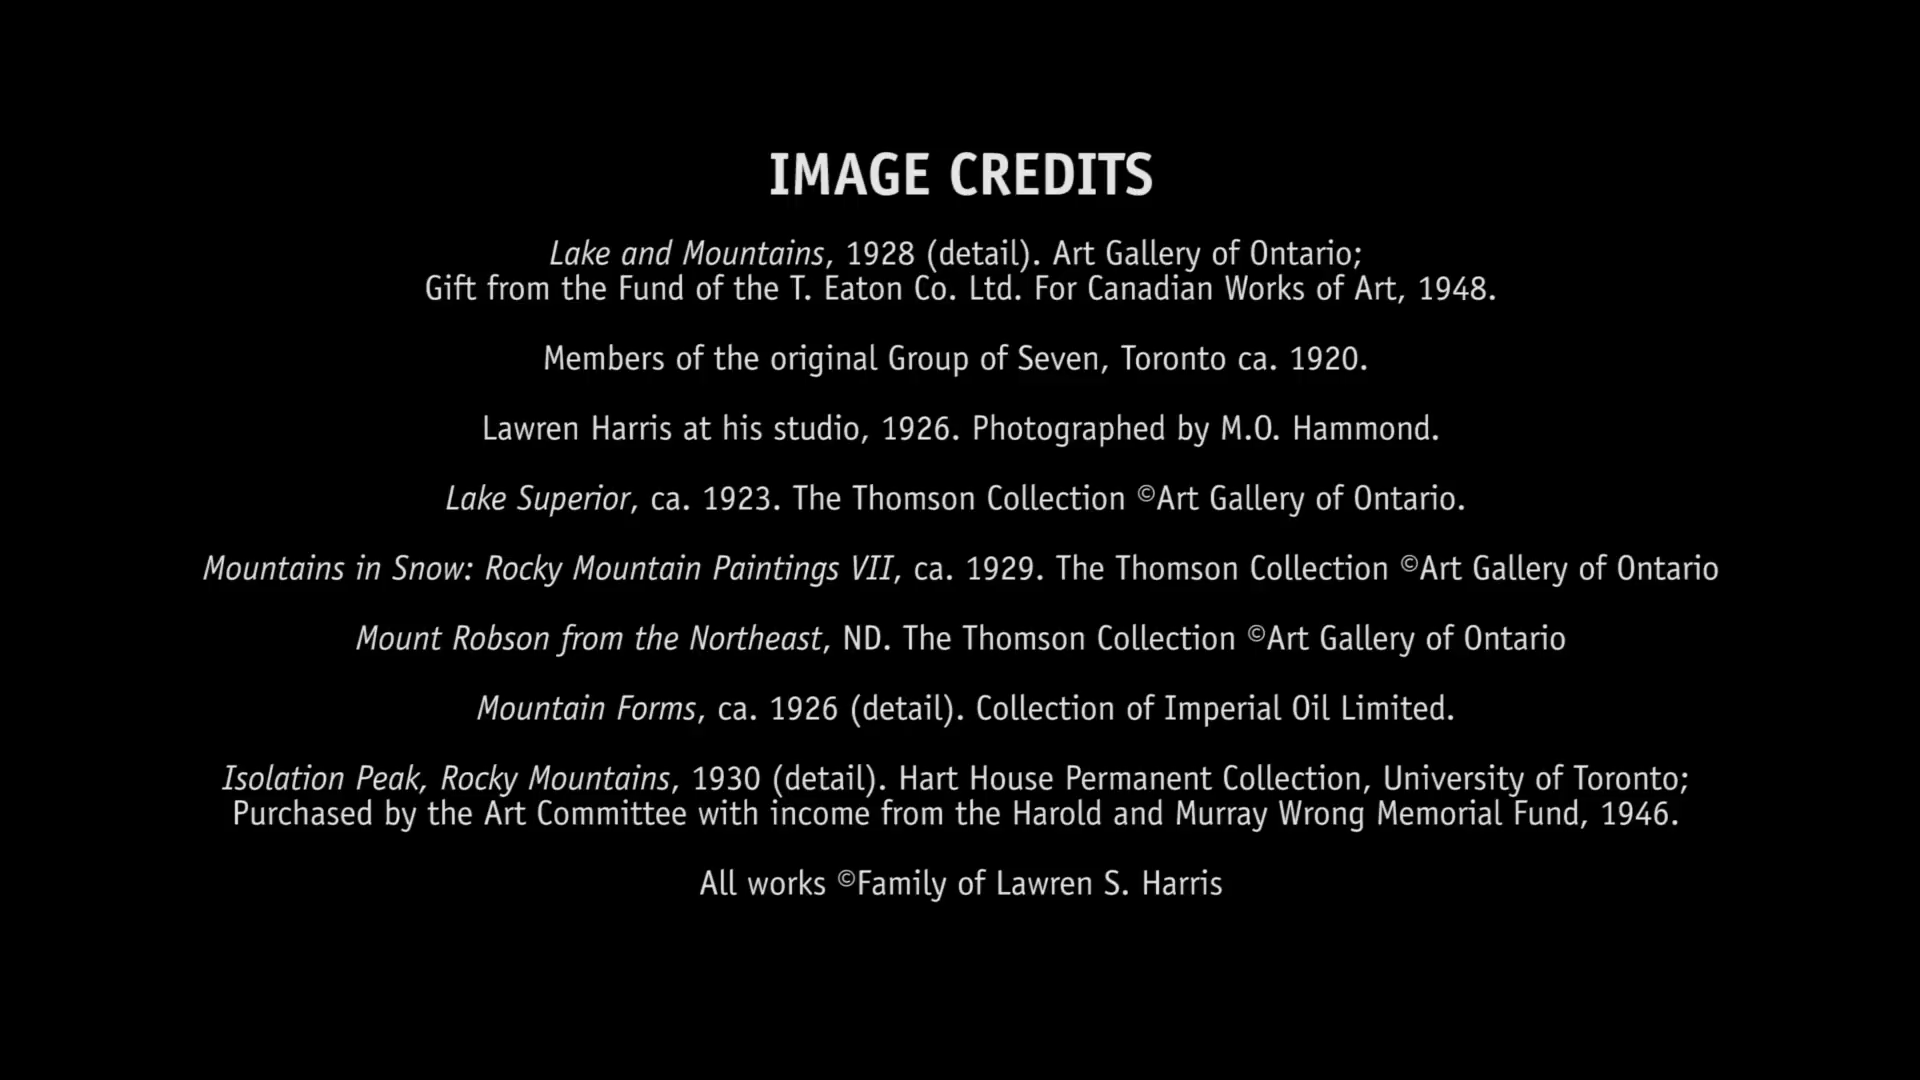 IMAGE CREDITS
Lake and Mountains, 1928 (detail). Art Gallery of Ontario;
Gift from the Fund of the T. Eaton Co. Ltd. For Canadian Works of Art, 1948.
Members of the original Group of Seven, Toronto ca. 1920.
Lawren Harris at his studio, 1926. Photographed by M.O. Hammond.
Lake Superior, ca. 1923. The Thomson Collection ©Art Gallery of Ontario.
Mountains in Snow: Rocky Mountain Paintings VII, ca. 1929. The Thomson Collection ©Art Gallery of Ontario
Mount Robson from the Northeast, ND. The Thomson Collection ©Art Gallery of Ontario
Mountain Forms, ca. 1926 (detail). Collection of Imperial Oil Limited.
Isolation Peak, Rocky Mountains, 1930 (detail). Hart House Permanent Collection, University of Toronto;
Purchased by the Art Committee with income from the Harold and Murray Wrong Memorial Fund, 1946.
All works ©Family of Lawren S. Harris